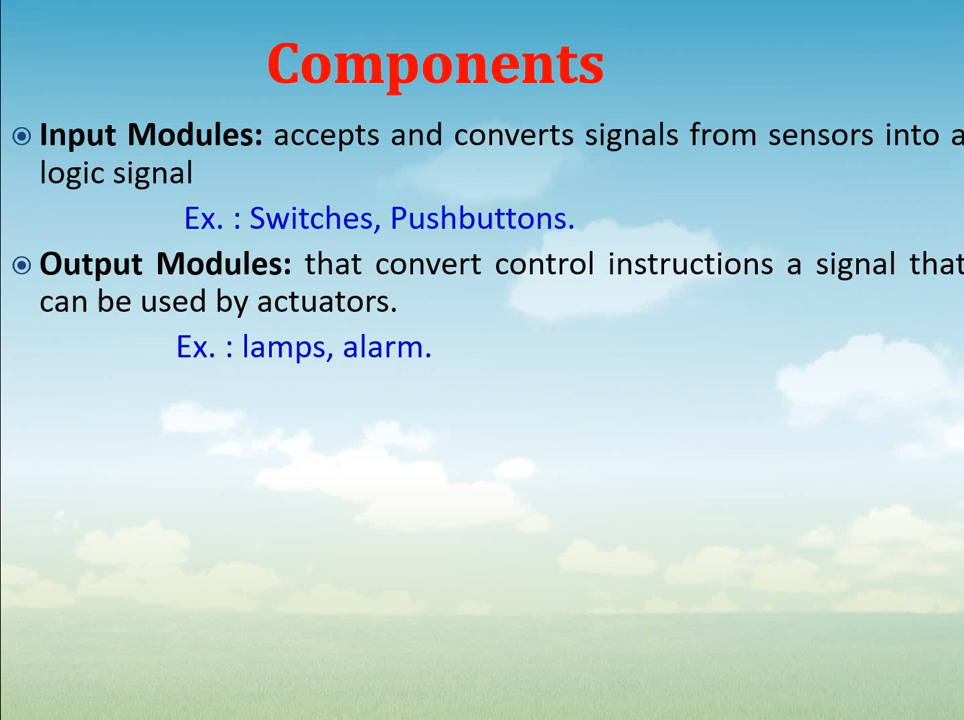 Components
Input Modules: accepts and converts signals from sensors into a
logic signal
Ex. : Switches, Pushbuttons.
Output Modules: that convert control instructions a signal that
can be used by actuators.
Ex. : lamps, alarm.